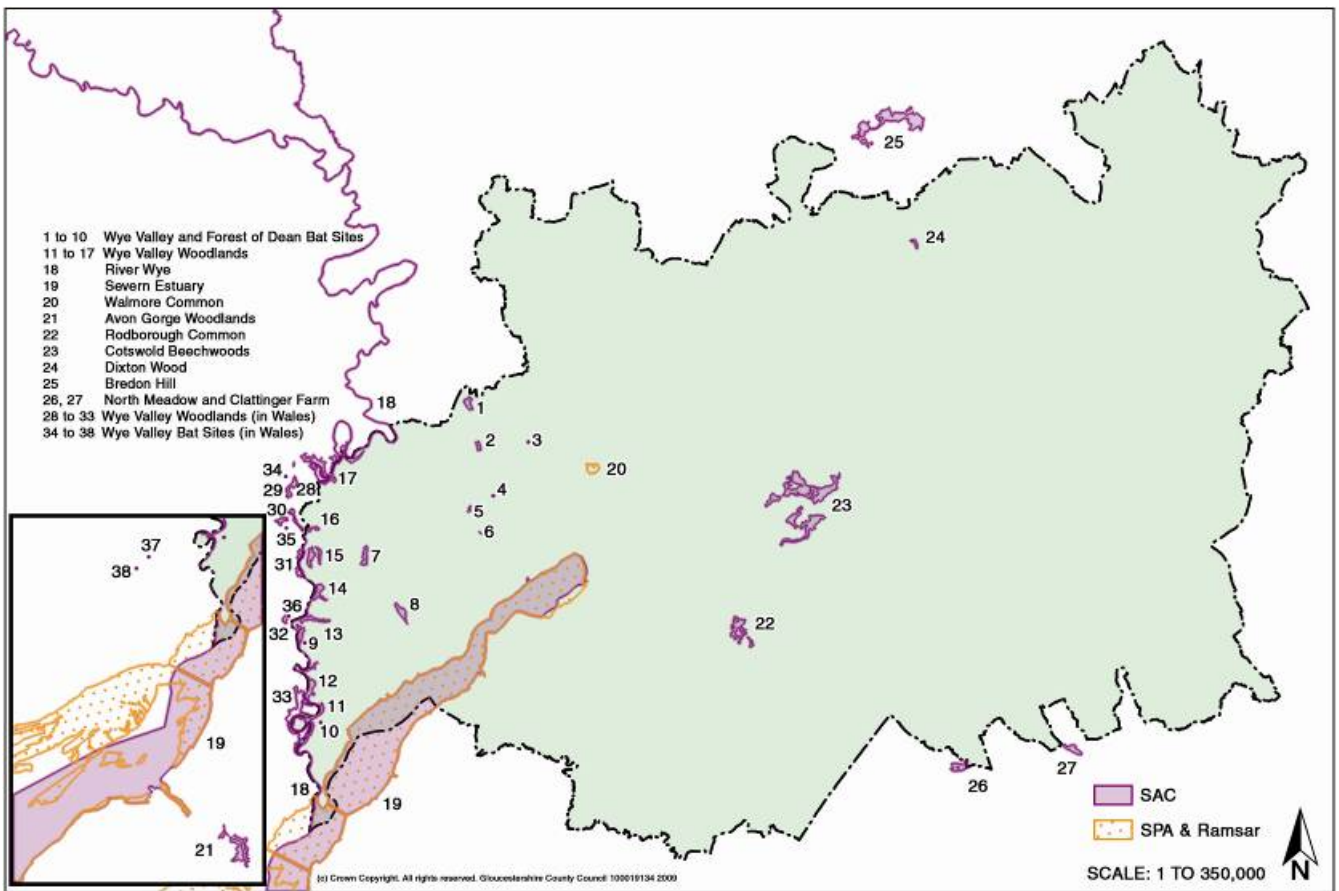 25
24
1 to 10 Wye Valley and Forest of Dean Bat Sites
11 to 17 Wye Valley Woodlands
18 River Wye
19 Severn Estuary
20 Walmore Common
21 Avon Gorge Woodlands
22 Rodborough Common
23 Cotswold Beechwoods
24 Dixton Wood
25 Bredon Hill
26, 27 North Meadow and Clattinger Farm
28 to 33 Wye Valley Woodlands (in Wales)
34 to 38 Wye Valley Bat Sites (in Wales)
18
1
2
3
20
34
17
29
28
4
23
30
5
16
6
35
37
15
7
31
38
14
36
8
32
13
22
9
12
33
11
10
19
27
26
18
19
SAC
21
SPA & Ramsar
SCALE: 1 TO 350,000
N
(c) Crown Copyright. All rights reserved. Gloucestershire County Council 100019134 2009